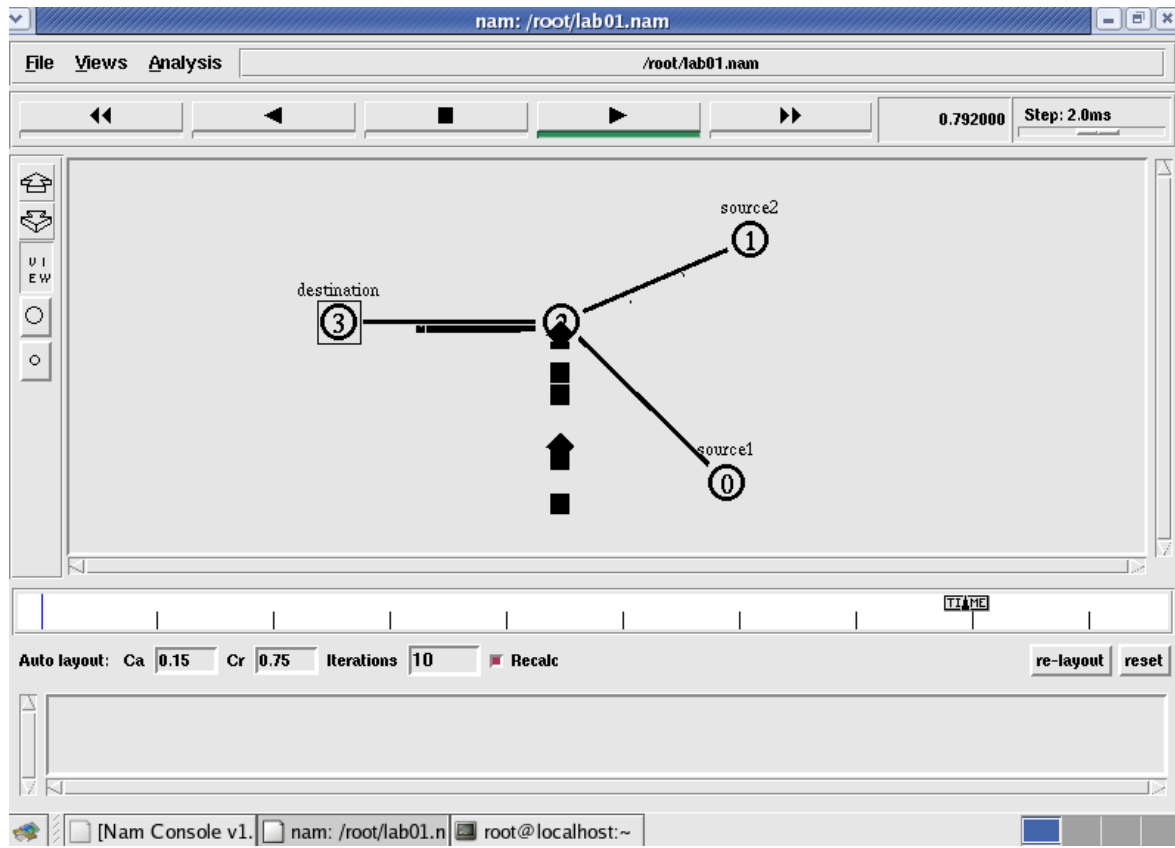 nam: /root/lab01.nam
File Views Analysis /root/lab01.nam
0.792000 Step: 2.0ms
VIEW
source2
1
destination
3
2
source1
0
TIME
Auto layout: Ca 0.15 Cr 0.75 Iterations 10 Recalc re-layout reset
[Nam Console v1. nam: /root/lab01.n root@localhost:~